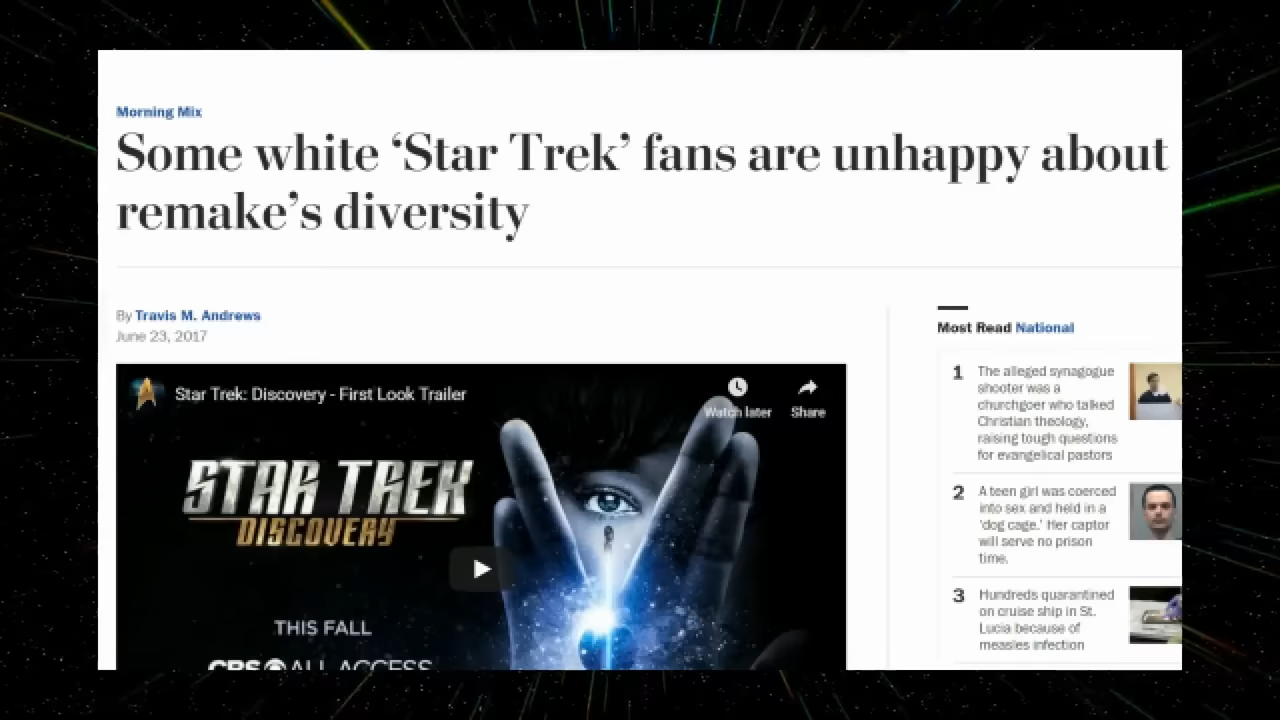 Morning Mix
Some white ‘Star Trek’ fans are unhappy about
remake’s diversity
By Travis M. Andrews
June 23, 2017
Star Trek: Discovery - First Look Trailer
Watch later
Share
STAR TREK
DISCOVERY
THIS FALL
CBS ALL ACCESS
Most Read National
1
The alleged synagogue
shooter was a
churchgoer who talked
Christian theology,
raising tough questions
for evangelical pastors
2
A teen girl was coerced
into sex and held in a
‘dog cage.’ Her captor
will serve no prison
time.
3
Hundreds quarantined
on cruise ship in St.
Lucia because of
measles infection